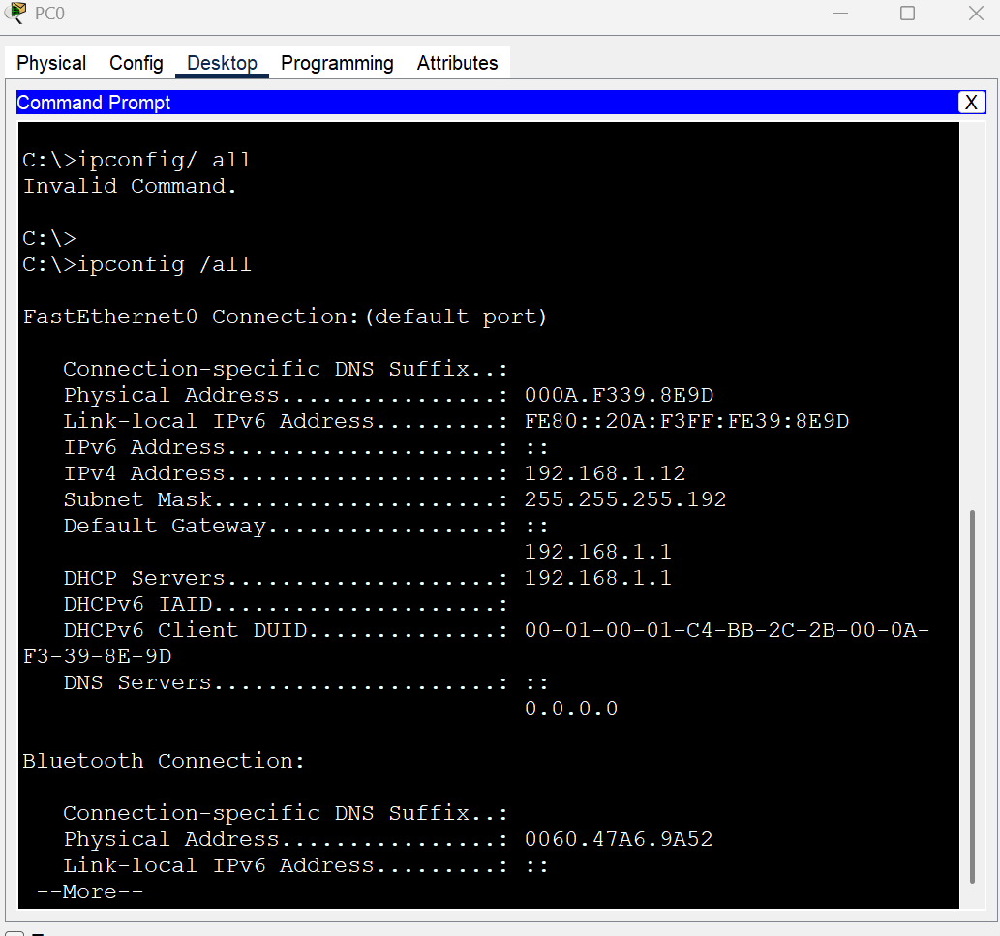 PC0
Physical Config Desktop Programming Attributes
Command Prompt
X
C:\>ipconfig/ all
Invalid Command.
C:\>
C:\>ipconfig /all
FastEthernet0 Connection:(default port)
Connection-specific DNS Suffix..:
Physical Address................: 000A.F339.8E9D
Link-local IPv6 Address.........: FE80::20A:F3FF:FE39:8E9D
IPv6 Address....................: ::
IPv4 Address....................: 192.168.1.12
Subnet Mask.....................: 255.255.255.192
Default Gateway.................: ::
192.168.1.1
DHCP Servers....................: 192.168.1.1
DHCPv6 IAID.....................:
DHCPv6 Client DUID..............: 00-01-00-01-C4-BB-2C-2B-00-0A-
F3-39-8E-9D
DNS Servers.....................: ::
0.0.0.0
Bluetooth Connection:
Connection-specific DNS Suffix..:
Physical Address................: 0060.47A6.9A52
Link-local IPv6 Address.........: ::
--More--